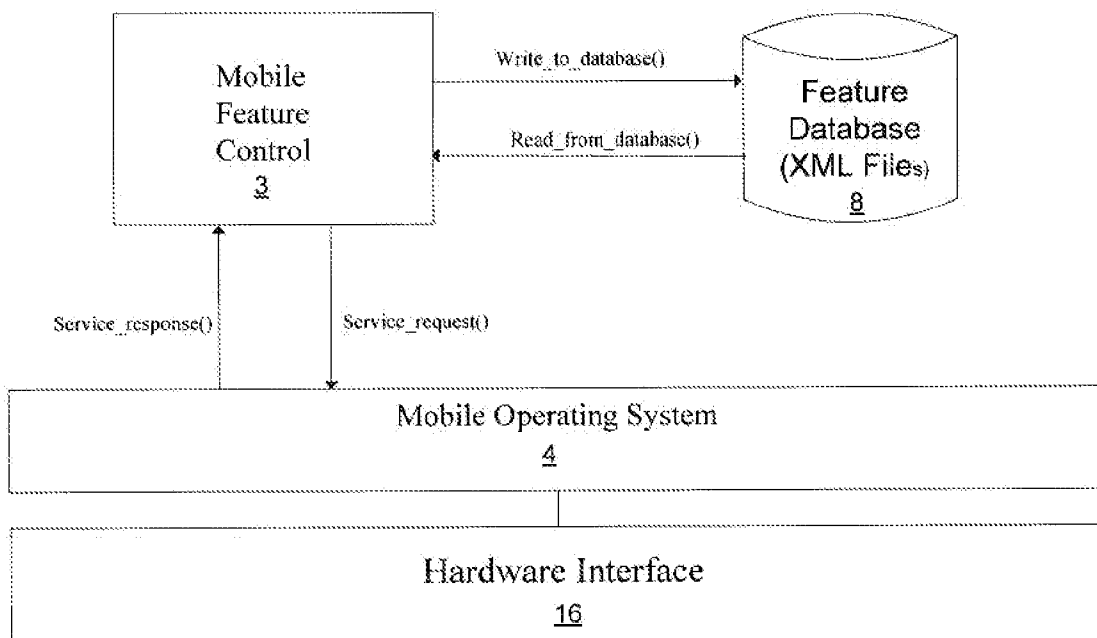 Mobile
Feature
Control
3
Write_to_database()
Read_from_database()
Feature
Database
(XML Files)
8
Service_response()
Service_request()
Mobile Operating System
4
Hardware Interface
16